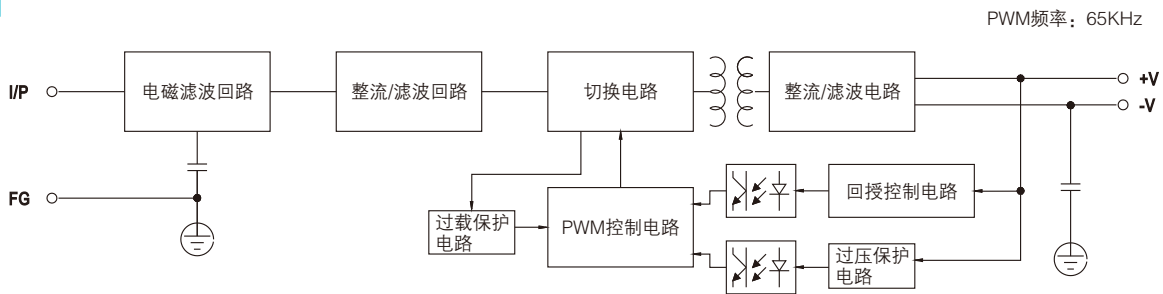 PWM频率：65KHz
I/P
电磁滤波回路
整流/滤波回路
切换电路
整流/滤波电路
+V
-V
FG
过载保护
电路
PWM控制电路
回授控制电路
过压保护
电路